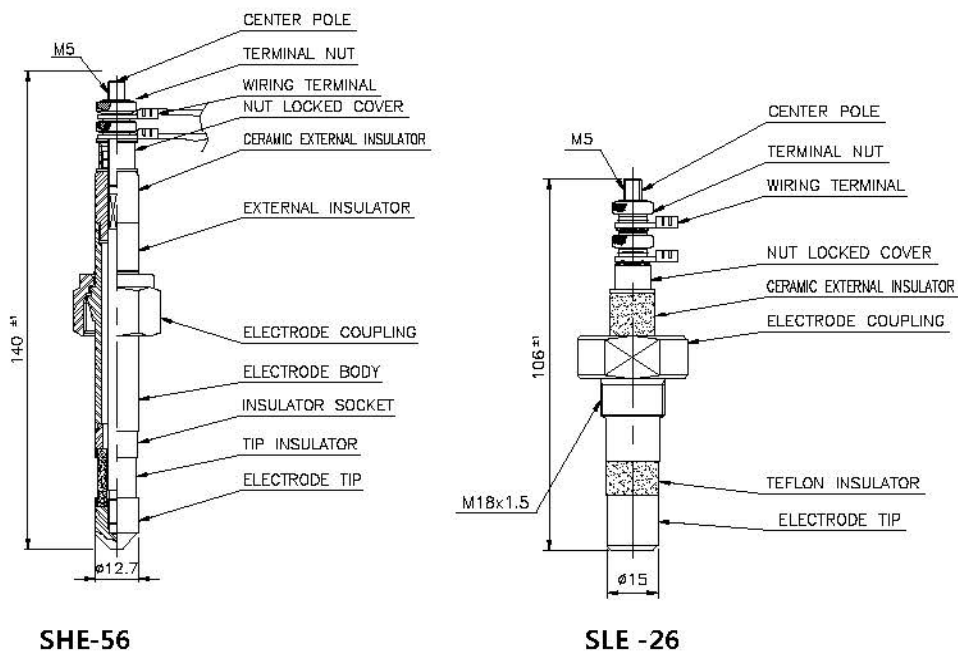 CENTER POLE
M5
TERMINAL NUT
WIRING TERMINAL
NUT LOCKED COVER
CERAMIC EXTERNAL INSULATOR
EXTERNAL INSULATOR
140 ±1
ELECTRODE COUPLING
ELECTRODE BODY
INSULATOR SOCKET
TIP INSULATOR
ELECTRODE TIP
ø12.7
SHE-56
CENTER POLE
M5
TERMINAL NUT
WIRING TERMINAL
NUT LOCKED COVER
CERAMIC EXTERNAL INSULATOR
ELECTRODE COUPLING
106 ±1
M18x1.5
TEFLON INSULATOR
ELECTRODE TIP
ø15
SLE -26